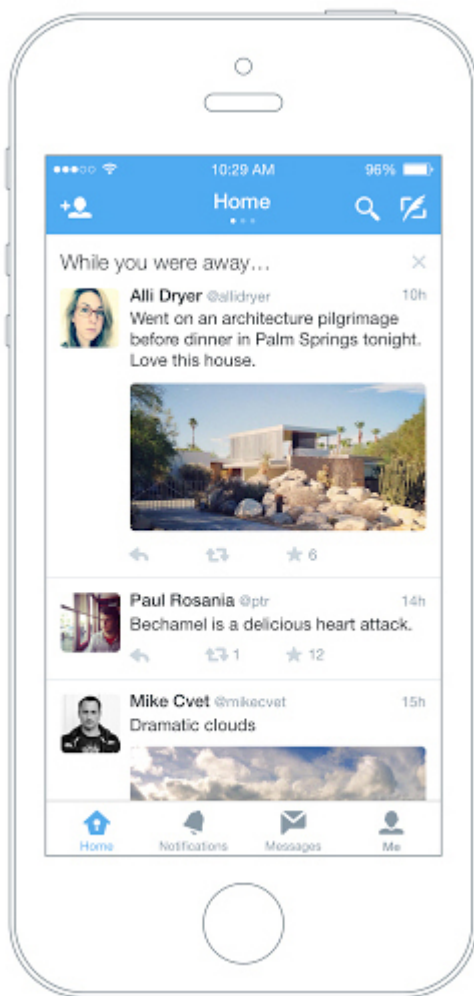 10:29 AM
96%
Home
While you were away...
Alli Dryer @allidryer 10h
Went on an architecture pilgrimage
before dinner in Palm Springs tonight.
Love this house.
6
Paul Rosania @ptr 14h
Bechamel is a delicious heart attack.
1 12
Mike Cvet @mikecvet 15h
Dramatic clouds
Home Notifications Messages Me